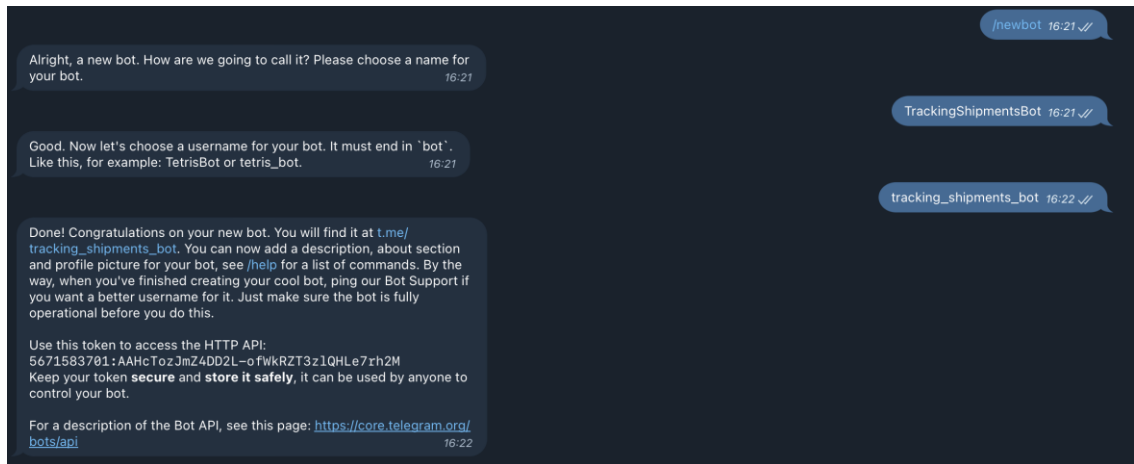 /newbot 16:21
Alright, a new bot. How are we going to call it? Please choose a name for
your bot. 16:21
TrackingShipmentsBot 16:21
Good. Now let's choose a username for your bot. It must end in `bot`.
Like this, for example: TetrisBot or tetris_bot. 16:21
tracking_shipments_bot 16:22
Done! Congratulations on your new bot. You will find it at t.me/
tracking_shipments_bot. You can now add a description, about section
and profile picture for your bot, see /help for a list of commands. By the
way, when you've finished creating your cool bot, ping our Bot Support if
you want a better username for it. Just make sure the bot is fully
operational before you do this.
Use this token to access the HTTP API:
5671583701:AAHcTozJmZ4DD2L-ofWkRZT3zlQHLe7rh2M
Keep your token secure and store it safely, it can be used by anyone to
control your bot.
For a description of the Bot API, see this page: https://core.telegram.org/
bots/api 16:22